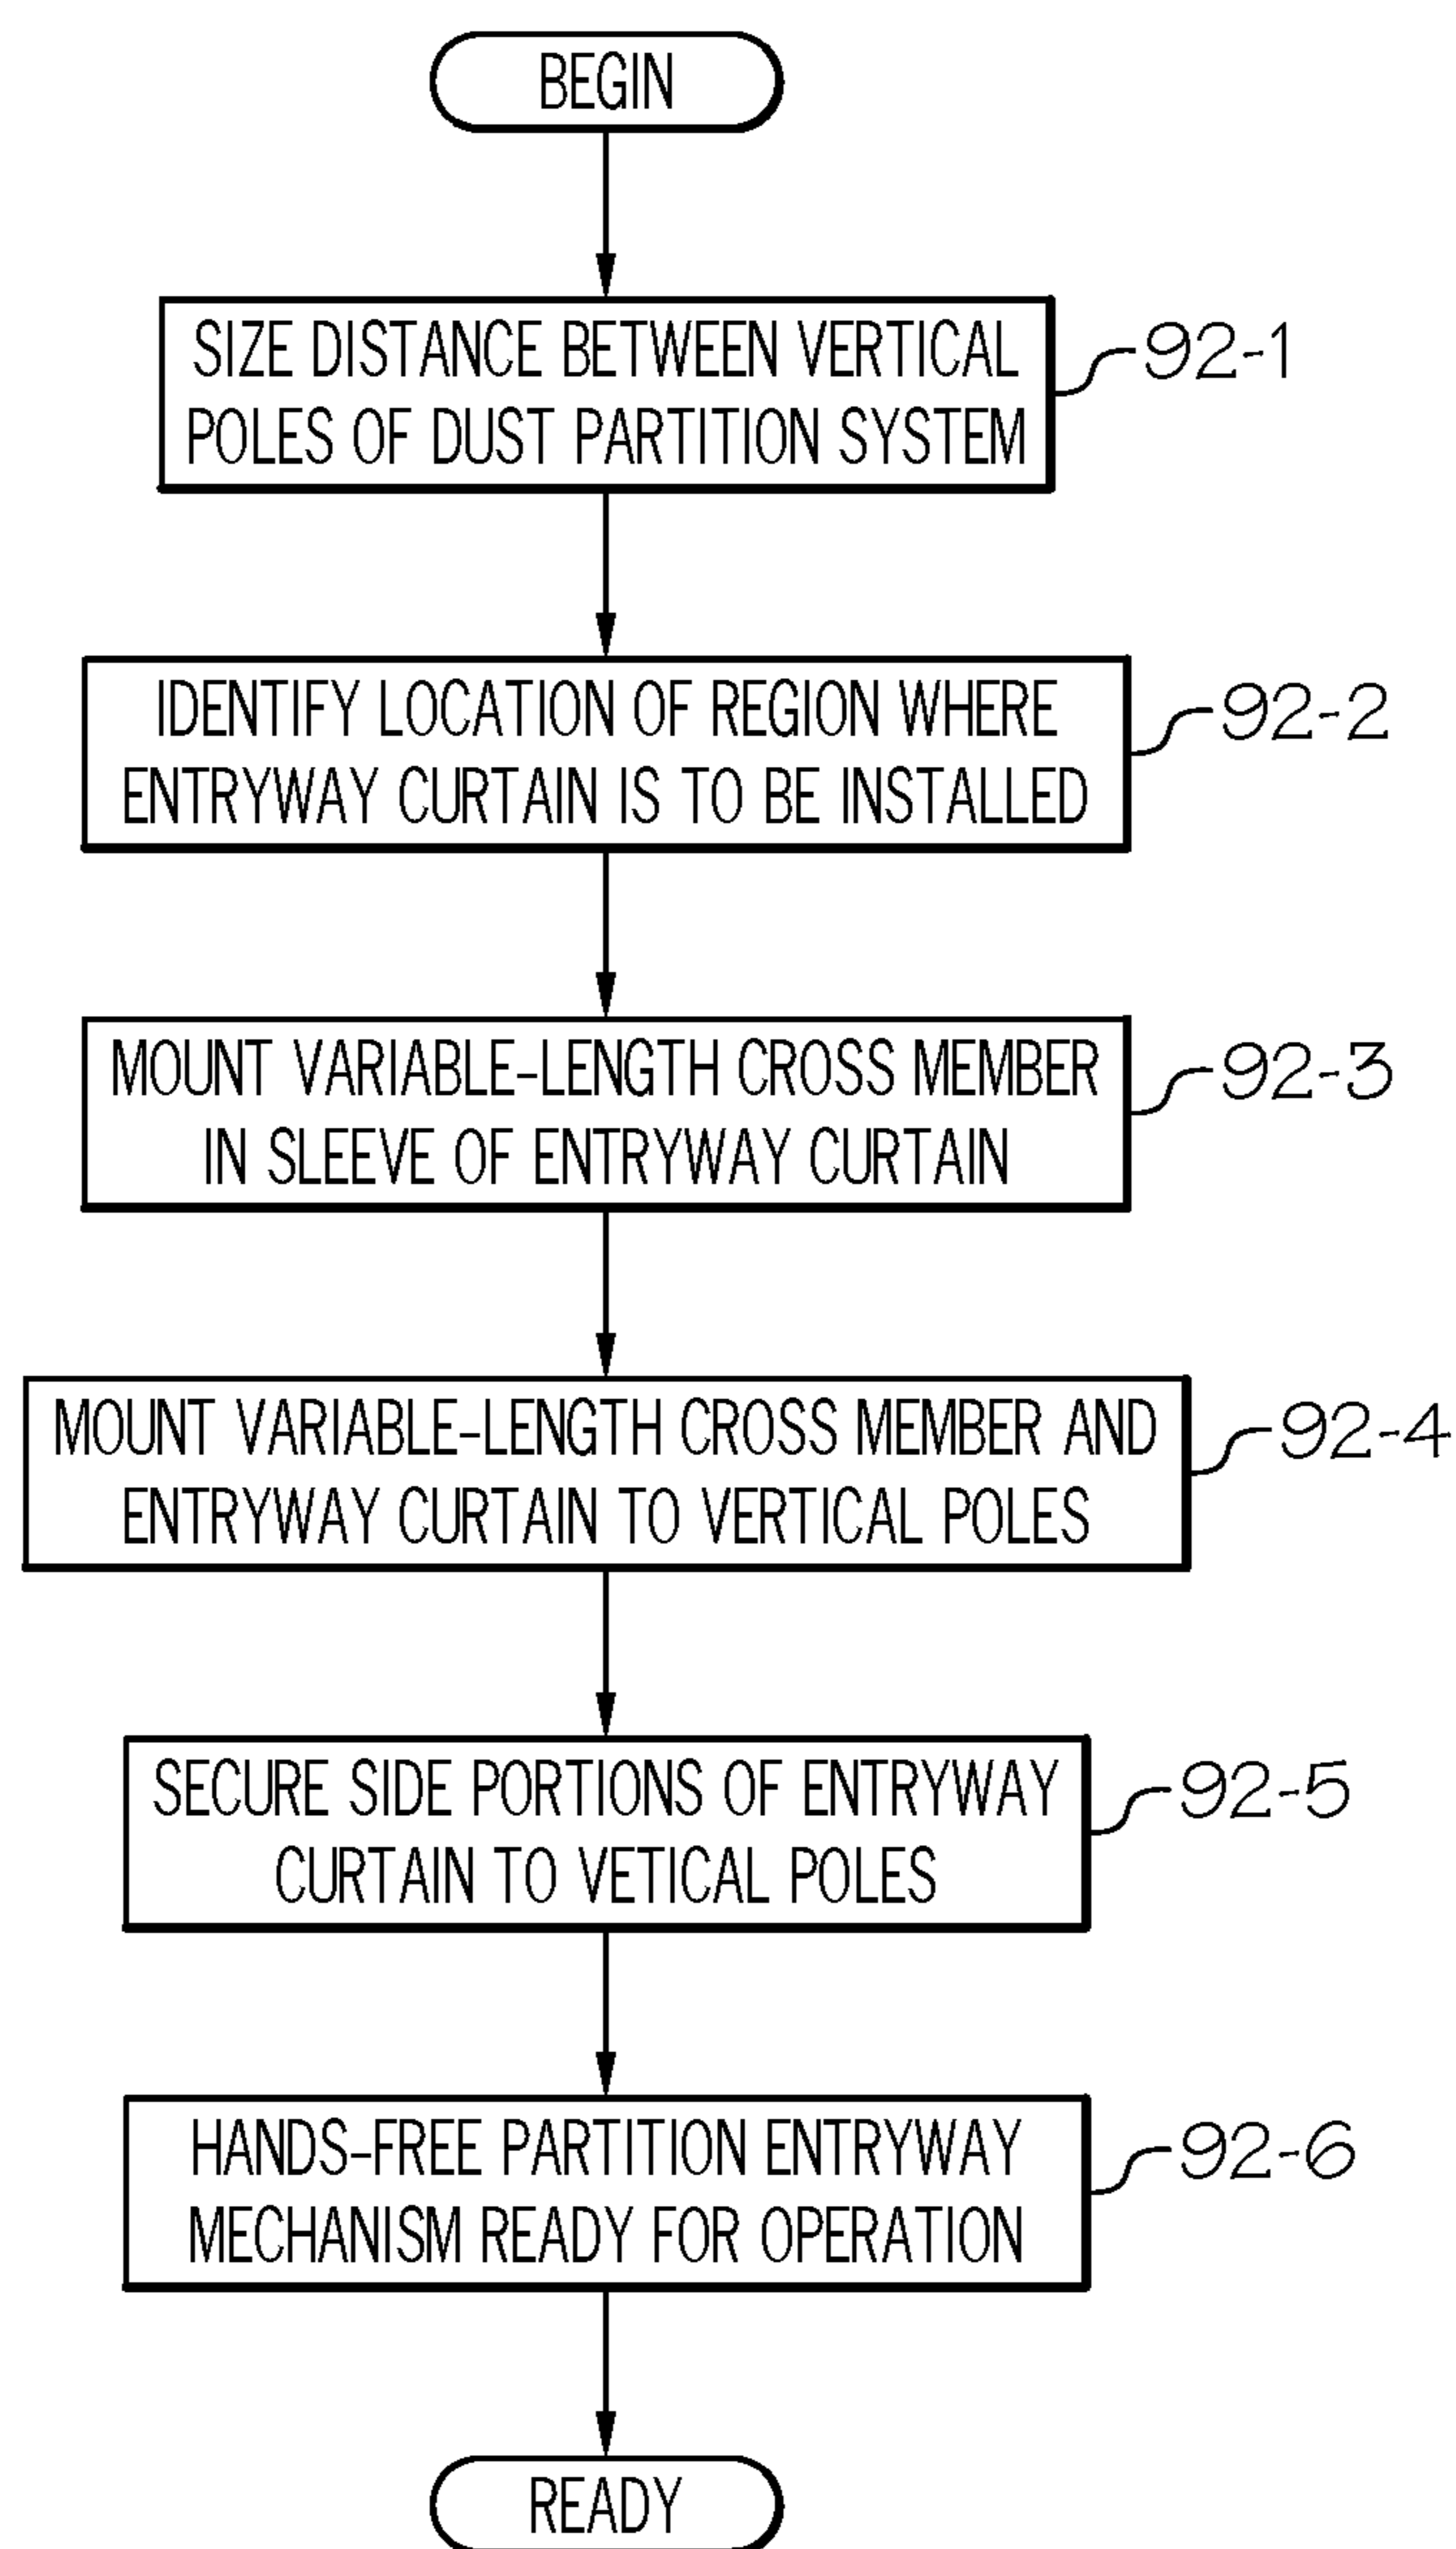 BEGIN
SIZE DISTANCE BETWEEN VERTICAL
POLES OF DUST PARTITION SYSTEM
92-1
IDENTIFY LOCATION OF REGION WHERE
ENTRYWAY CURTAIN IS TO BE INSTALLED
92-2
MOUNT VARIABLE-LENGTH CROSS MEMBER
IN SLEEVE OF ENTRYWAY CURTAIN
92-3
MOUNT VARIABLE-LENGTH CROSS MEMBER AND
ENTRYWAY CURTAIN TO VERTICAL POLES
92-4
SECURE SIDE PORTIONS OF ENTRYWAY
CURTAIN TO VETICAL POLES
92-5
HANDS-FREE PARTITION ENTRYWAY
MECHANISM READY FOR OPERATION
92-6
READY